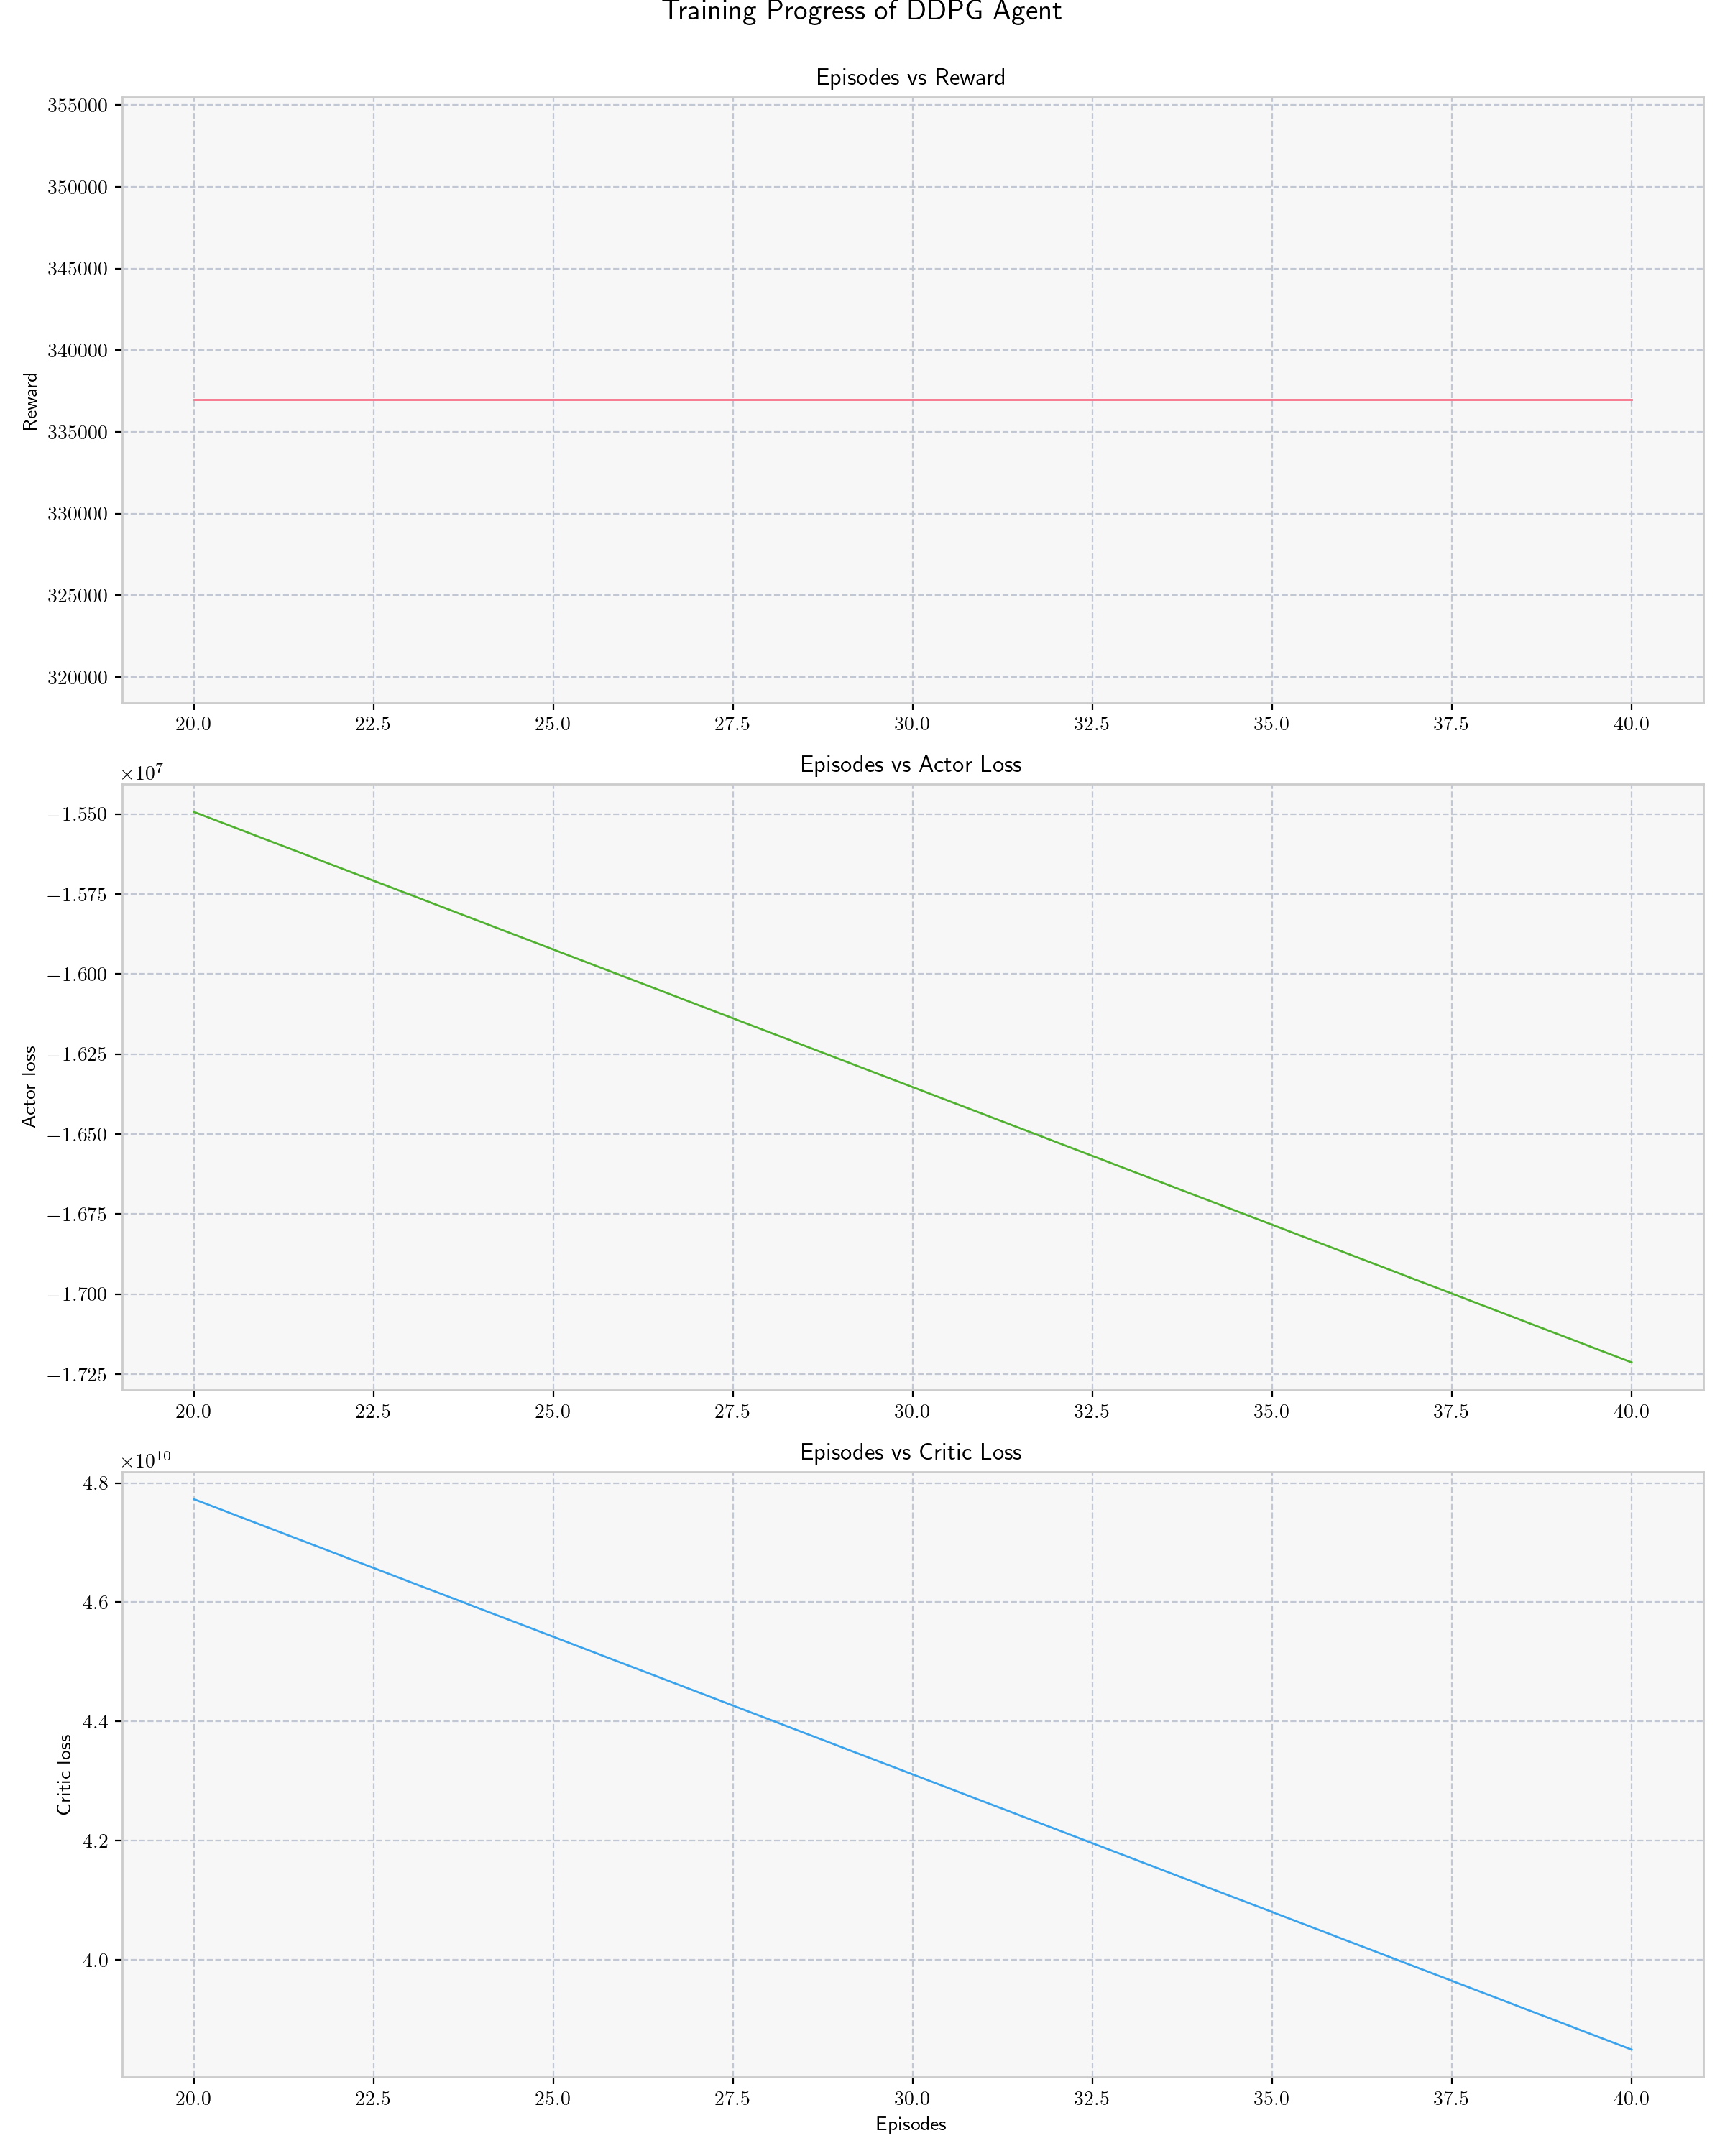 Training Progress of DDPG Agent
Episodes vs Reward
355000
350000
345000
340000
335000
330000
325000
320000
Reward
20.0 22.5 25.0 27.5 30.0 32.5 35.0 37.5 40.0
Episodes vs Actor Loss
×10⁷
−1.550
−1.575
−1.600
−1.625
−1.650
−1.675
−1.700
−1.725
Actor loss
20.0 22.5 25.0 27.5 30.0 32.5 35.0 37.5 40.0
Episodes vs Critic Loss
×10¹⁰
4.8
4.6
4.4
4.2
4.0
Critic loss
20.0 22.5 25.0 27.5 30.0 32.5 35.0 37.5 40.0
Episodes